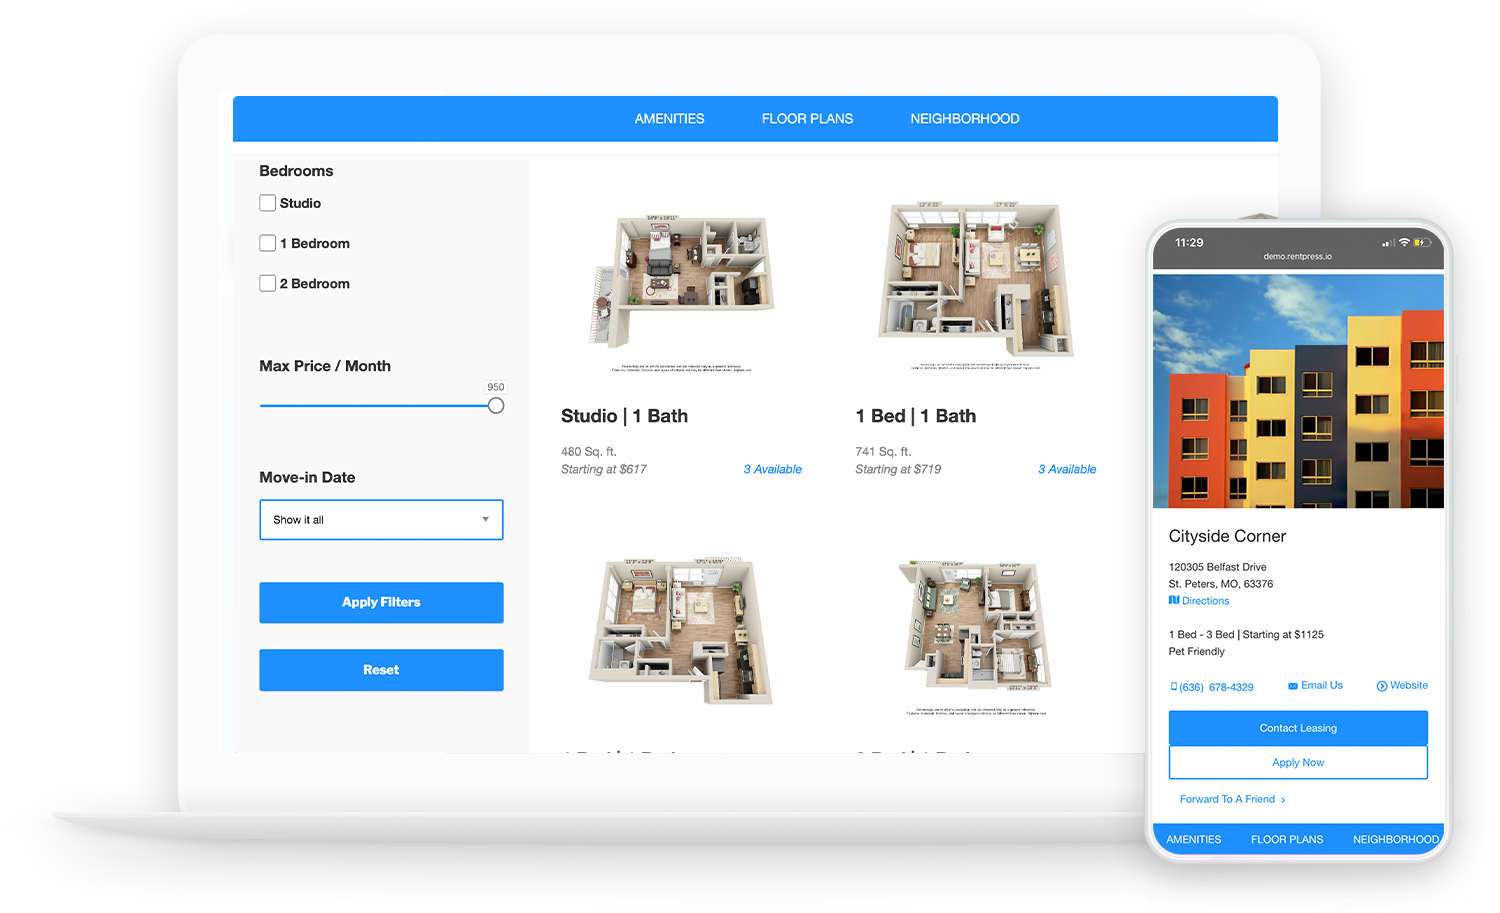 AMENITIES FLOOR PLANS NEIGHBORHOOD
Bedrooms
Studio
1 Bedroom
2 Bedroom
Max Price / Month
950
Move-in Date
Show it all
Apply Filters
Reset
Studio | 1 Bath
480 Sq. ft.
Starting at $617 3 Available
1 Bed | 1 Bath
741 Sq. ft.
Starting at $719 3 Available
11:29
demo.rentpress.io
Cityside Corner
120305 Belfast Drive
St. Peters, MO, 63376
Directions
1 Bed - 3 Bed | Starting at $1125
Pet Friendly
(636) 678-4329 Email Us Website
Contact Leasing
Apply Now
Forward To A Friend ›
AMENITIES FLOOR PLANS NEIGHBORHOOD